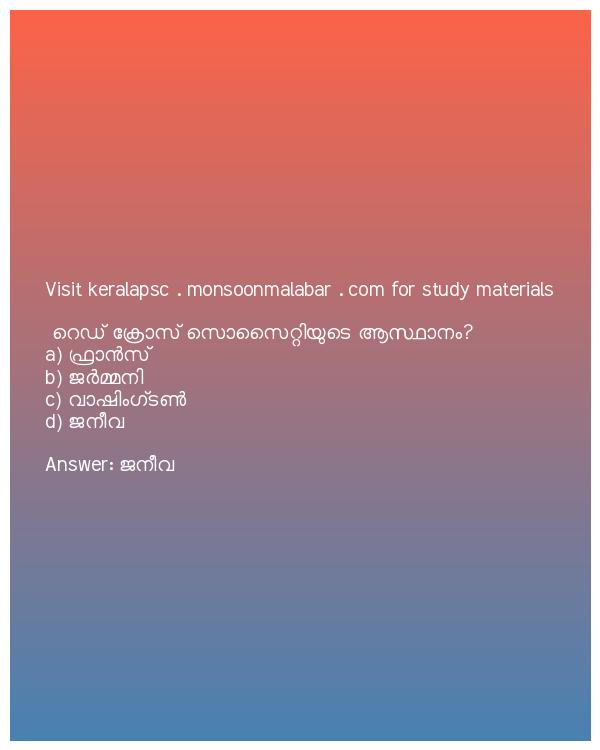 Visit keralapsc . monsoonmalabar . com for study materials
റെഡ് ക്രോസ് സൊസൈറ്റിയുടെ ആസ്ഥാനം?
a) ഫ്രാൻസ്
b) ജർമ്മനി
c) വാഷിംഗ്ടൺ
d) ജനീവ
Answer: ജനീവ